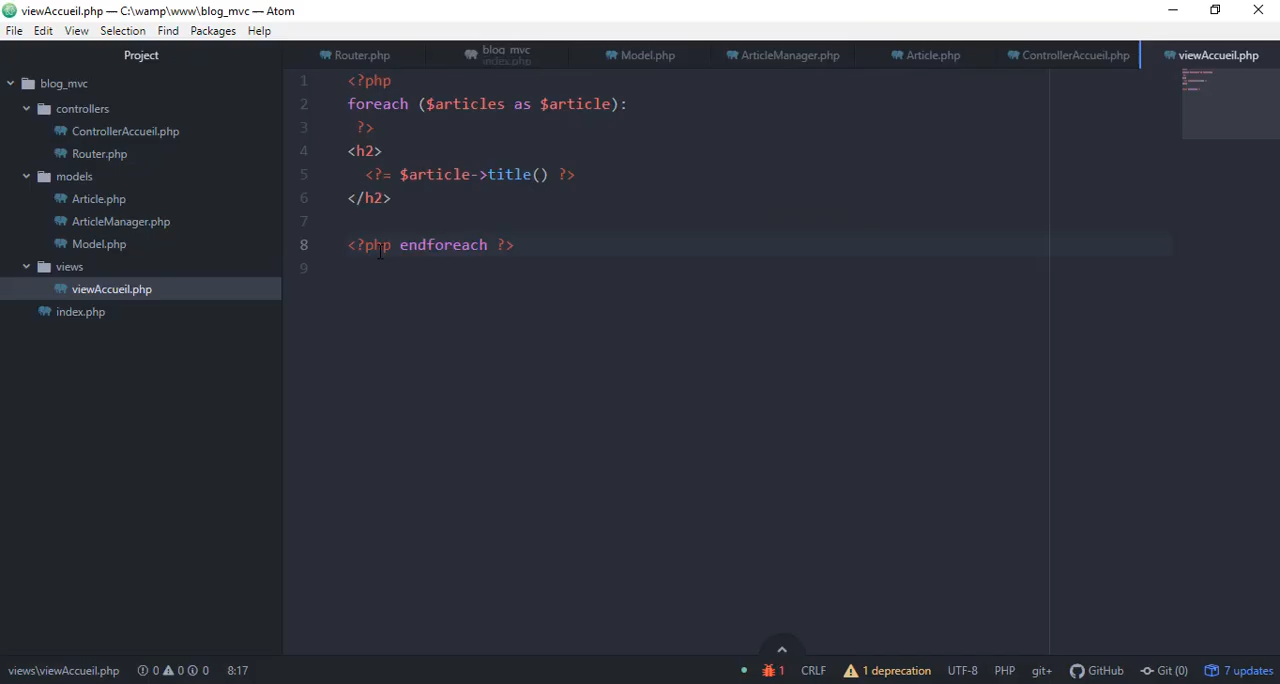 viewAccueil.php — C:\wamp\www\blog_mvc — Atom
File Edit View Selection Find Packages Help
Project
Router.php
blog_mvc
index.php
Model.php
ArticleManager.php
Article.php
ControllerAccueil.php
viewAccueil.php
blog_mvc
controllers
ControllerAccueil.php
Router.php
models
Article.php
ArticleManager.php
Model.php
views
viewAccueil.php
index.php
1 <?php
2 foreach ($articles as $article):
3 ?>
4 <h2>
5 <?= $article->title() ?>
6 </h2>
7
8 <?php endforeach ?>
9
views\viewAccueil.php 0 0 0 8:17 1 CRLF 1 deprecation UTF-8 PHP git+ GitHub Git (0) 7 updates